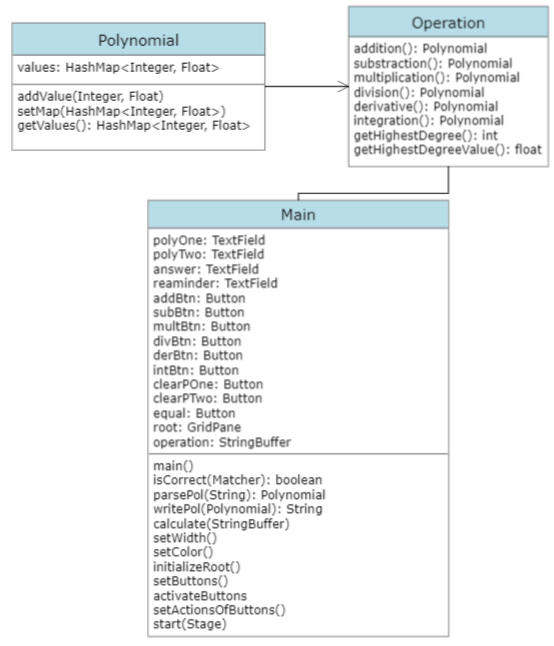 Polynomial
values: HashMap<Integer, Float>
addValue(Integer, Float)
setMap(HashMap<Integer, Float>)
getValues(): HashMap<Integer, Float>
Operation
addition(): Polynomial
substraction(): Polynomial
multiplication(): Polynomial
division(): Polynomial
derivative(): Polynomial
integration(): Polynomial
getHighestDegree(): int
getHighestDegreeValue(): float
Main
polyOne: TextField
polyTwo: TextField
answer: TextField
reaminder: TextField
addBtn: Button
subBtn: Button
multBtn: Button
divBtn: Button
derBtn: Button
intBtn: Button
clearPOne: Button
clearPTwo: Button
equal: Button
root: GridPane
operation: StringBuffer
main()
isCorrect(Matcher): boolean
parsePol(String): Polynomial
writePol(Polynomial): String
calculate(StringBuffer)
setWidth()
setColor()
initializeRoot()
setButtons()
activateButtons
setActionsOfButtons()
start(Stage)